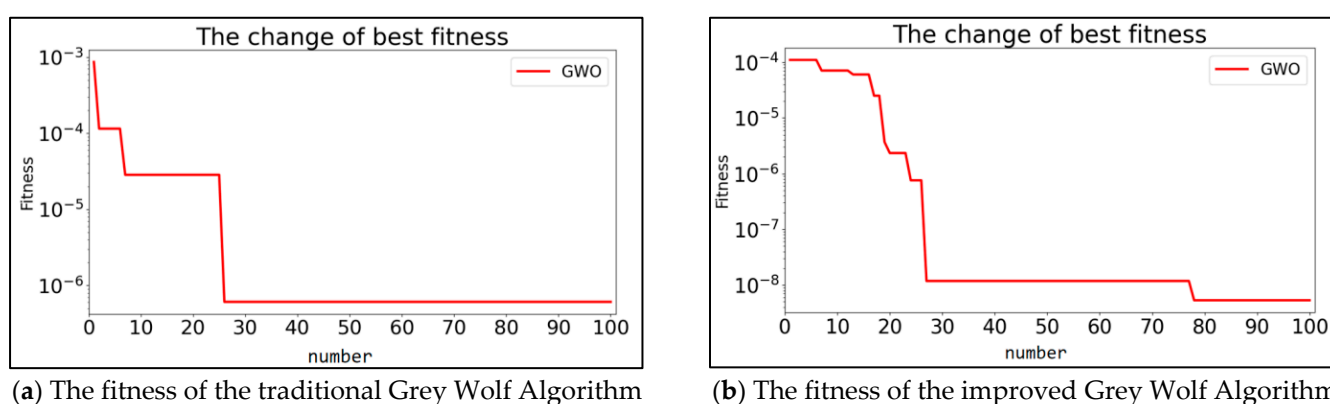 The change of best fitness
10⁻³
10⁻⁴
10⁻⁵
10⁻⁶
Fitness
GWO
0 10 20 30 40 50 60 70 80 90 100
number
(a) The fitness of the traditional Grey Wolf Algorithm
The change of best fitness
10⁻⁴
10⁻⁵
10⁻⁶
10⁻⁷
10⁻⁸
Fitness
GWO
0 10 20 30 40 50 60 70 80 90 100
number
(b) The fitness of the improved Grey Wolf Algorithm